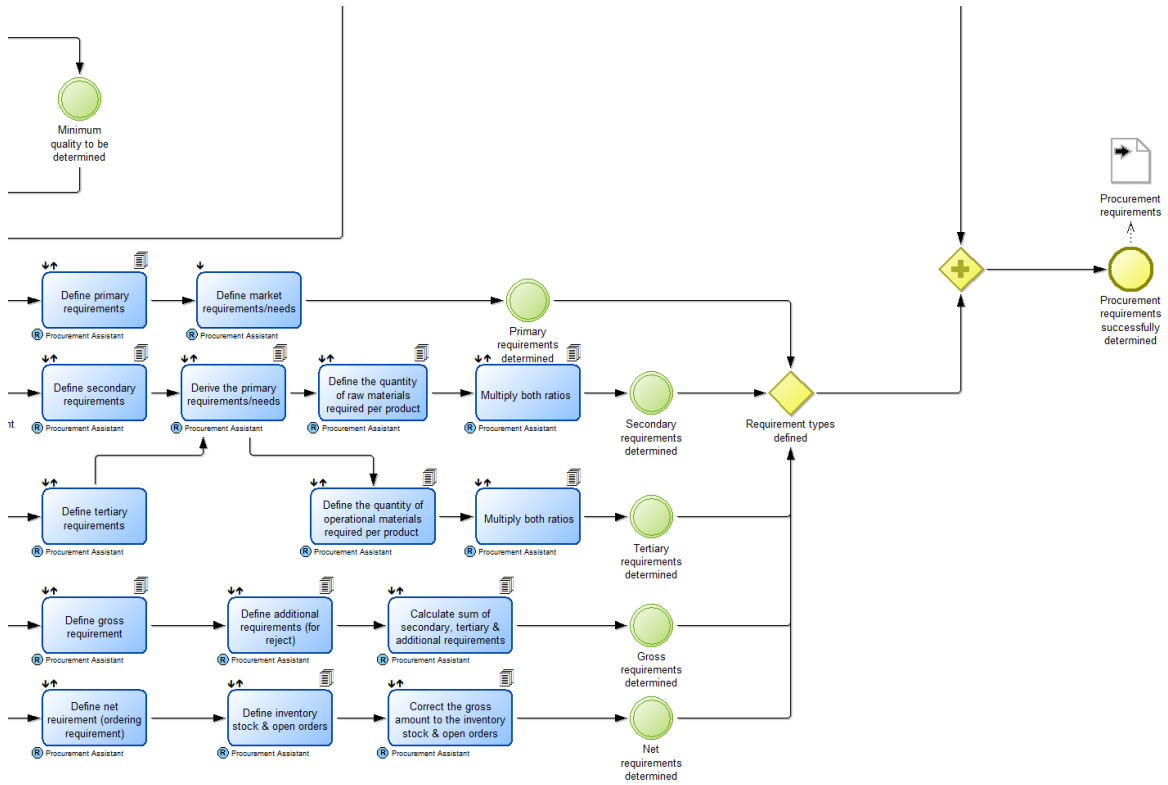 Minimum
quality to be
determined
Procurement
requirements
Procurement
requirements
successfully
determined
Define primary
requirements
R Procurement Assistant
Define market
requirements/needs
R Procurement Assistant
Primary
requirements
determined
Define secondary
requirements
R Procurement Assistant
Derive the primary
requirements/needs
R Procurement Assistant
Define the quantity
of raw materials
required per product
R Procurement Assistant
Multiply both ratios
R Procurement Assistant
Secondary
requirements
determined
Requirement types
defined
nt
Define tertiary
requirements
R Procurement Assistant
Define the quantity of
operational materials
required per product
R Procurement Assistant
Multiply both ratios
R Procurement Assistant
Tertiary
requirements
determined
Define gross
requirement
R Procurement Assistant
Define additional
requirements (for
reject)
R Procurement Assistant
Calculate sum of
secondary, tertiary &
additional requirements
R Procurement Assistant
Gross
requirements
determined
Define net
reuirement (ordering
requirement)
R Procurement Assistant
Define inventory
stock & open orders
R Procurement Assistant
Correct the gross
amount to the inventory
stock & open orders
R Procurement Assistant
Net
requirements
determined